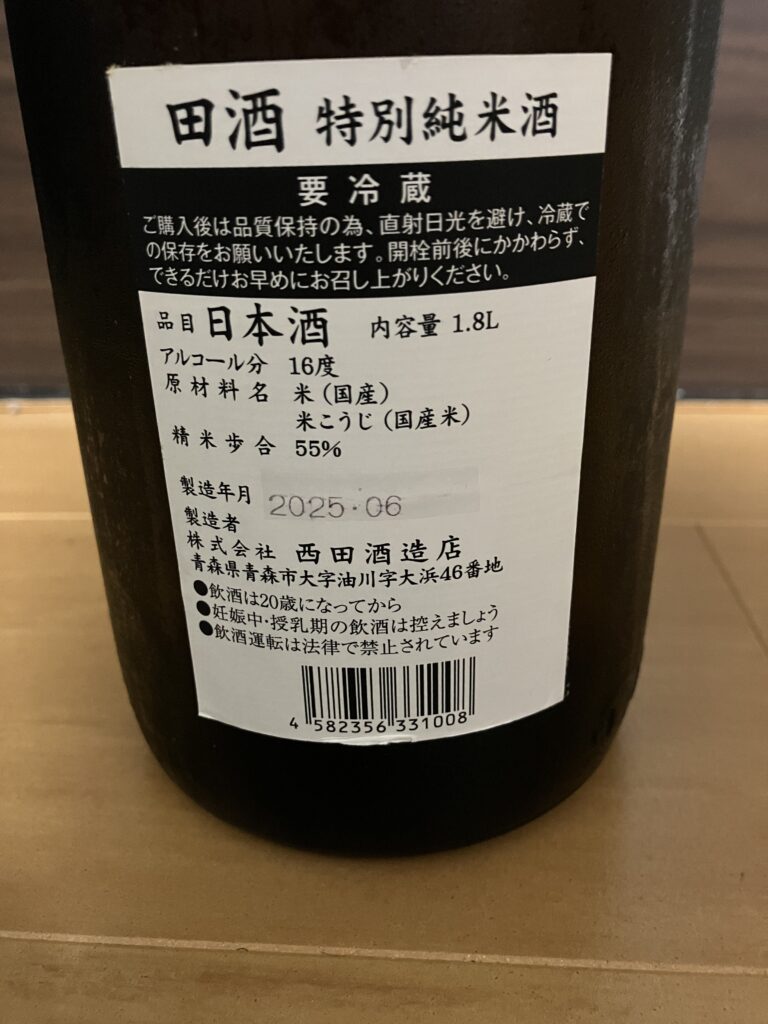 田酒 特別純米酒
要冷蔵
ご購入後は品質保持の為、直射日光を避け、冷蔵で
の保存をお願いいたします。開栓前後にかかわらず、
できるだけお早めにお召し上がりください。
品目 日本酒 内容量 1.8L
アルコール分 16度
原材料名 米（国産）
米こうじ（国産米）
精米歩合 55%
製造年月 2025・06
製造者
株式会社 西田酒造店
青森県青森市大字油川字大浜46番地
●飲酒は20歳になってから
●妊娠中・授乳期の飲酒は控えましょう
●飲酒運転は法律で禁止されています
4 582356 331008